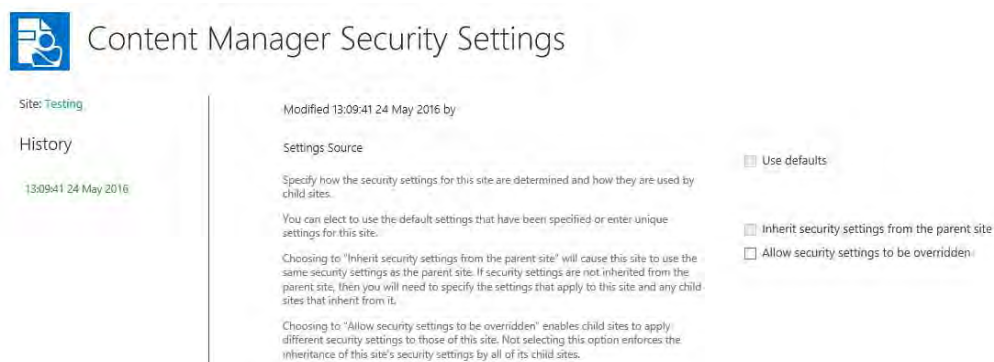 Content Manager Security Settings
Site: Testing
History
13:09:41 24 May 2016
Modified 13:09:41 24 May 2016 by
Settings Source
Specify how the security settings for this site are determined and how they are used by
child sites.
You can elect to use the default settings that have been specified or enter unique
settings for this site.
Choosing to "Inherit security settings from the parent site" will cause this site to use the
same security settings as the parent site. If security settings are not inherited from the
parent site, then you will need to specify the settings that apply to this site and any child
sites that inherit from it.
Choosing to "Allow security settings to be overridden" enables child sites to apply
different security settings to those of this site. Not selecting this option enforces the
inheritance of this site's security settings by all of its child sites.
Use defaults
Inherit security settings from the parent site
Allow security settings to be overridden